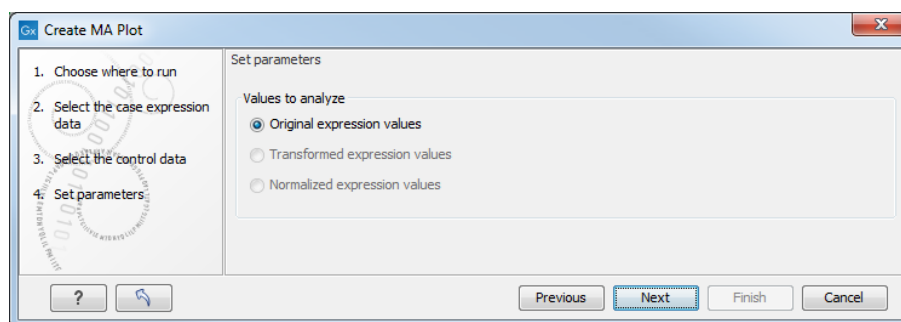 Gx Create MA Plot
1. Choose where to run
2. Select the case expression
data
3. Select the control data
4. Set parameters
Set parameters
Values to analyze
Original expression values
Transformed expression values
Normalized expression values
?
Previous
Next
Finish
Cancel